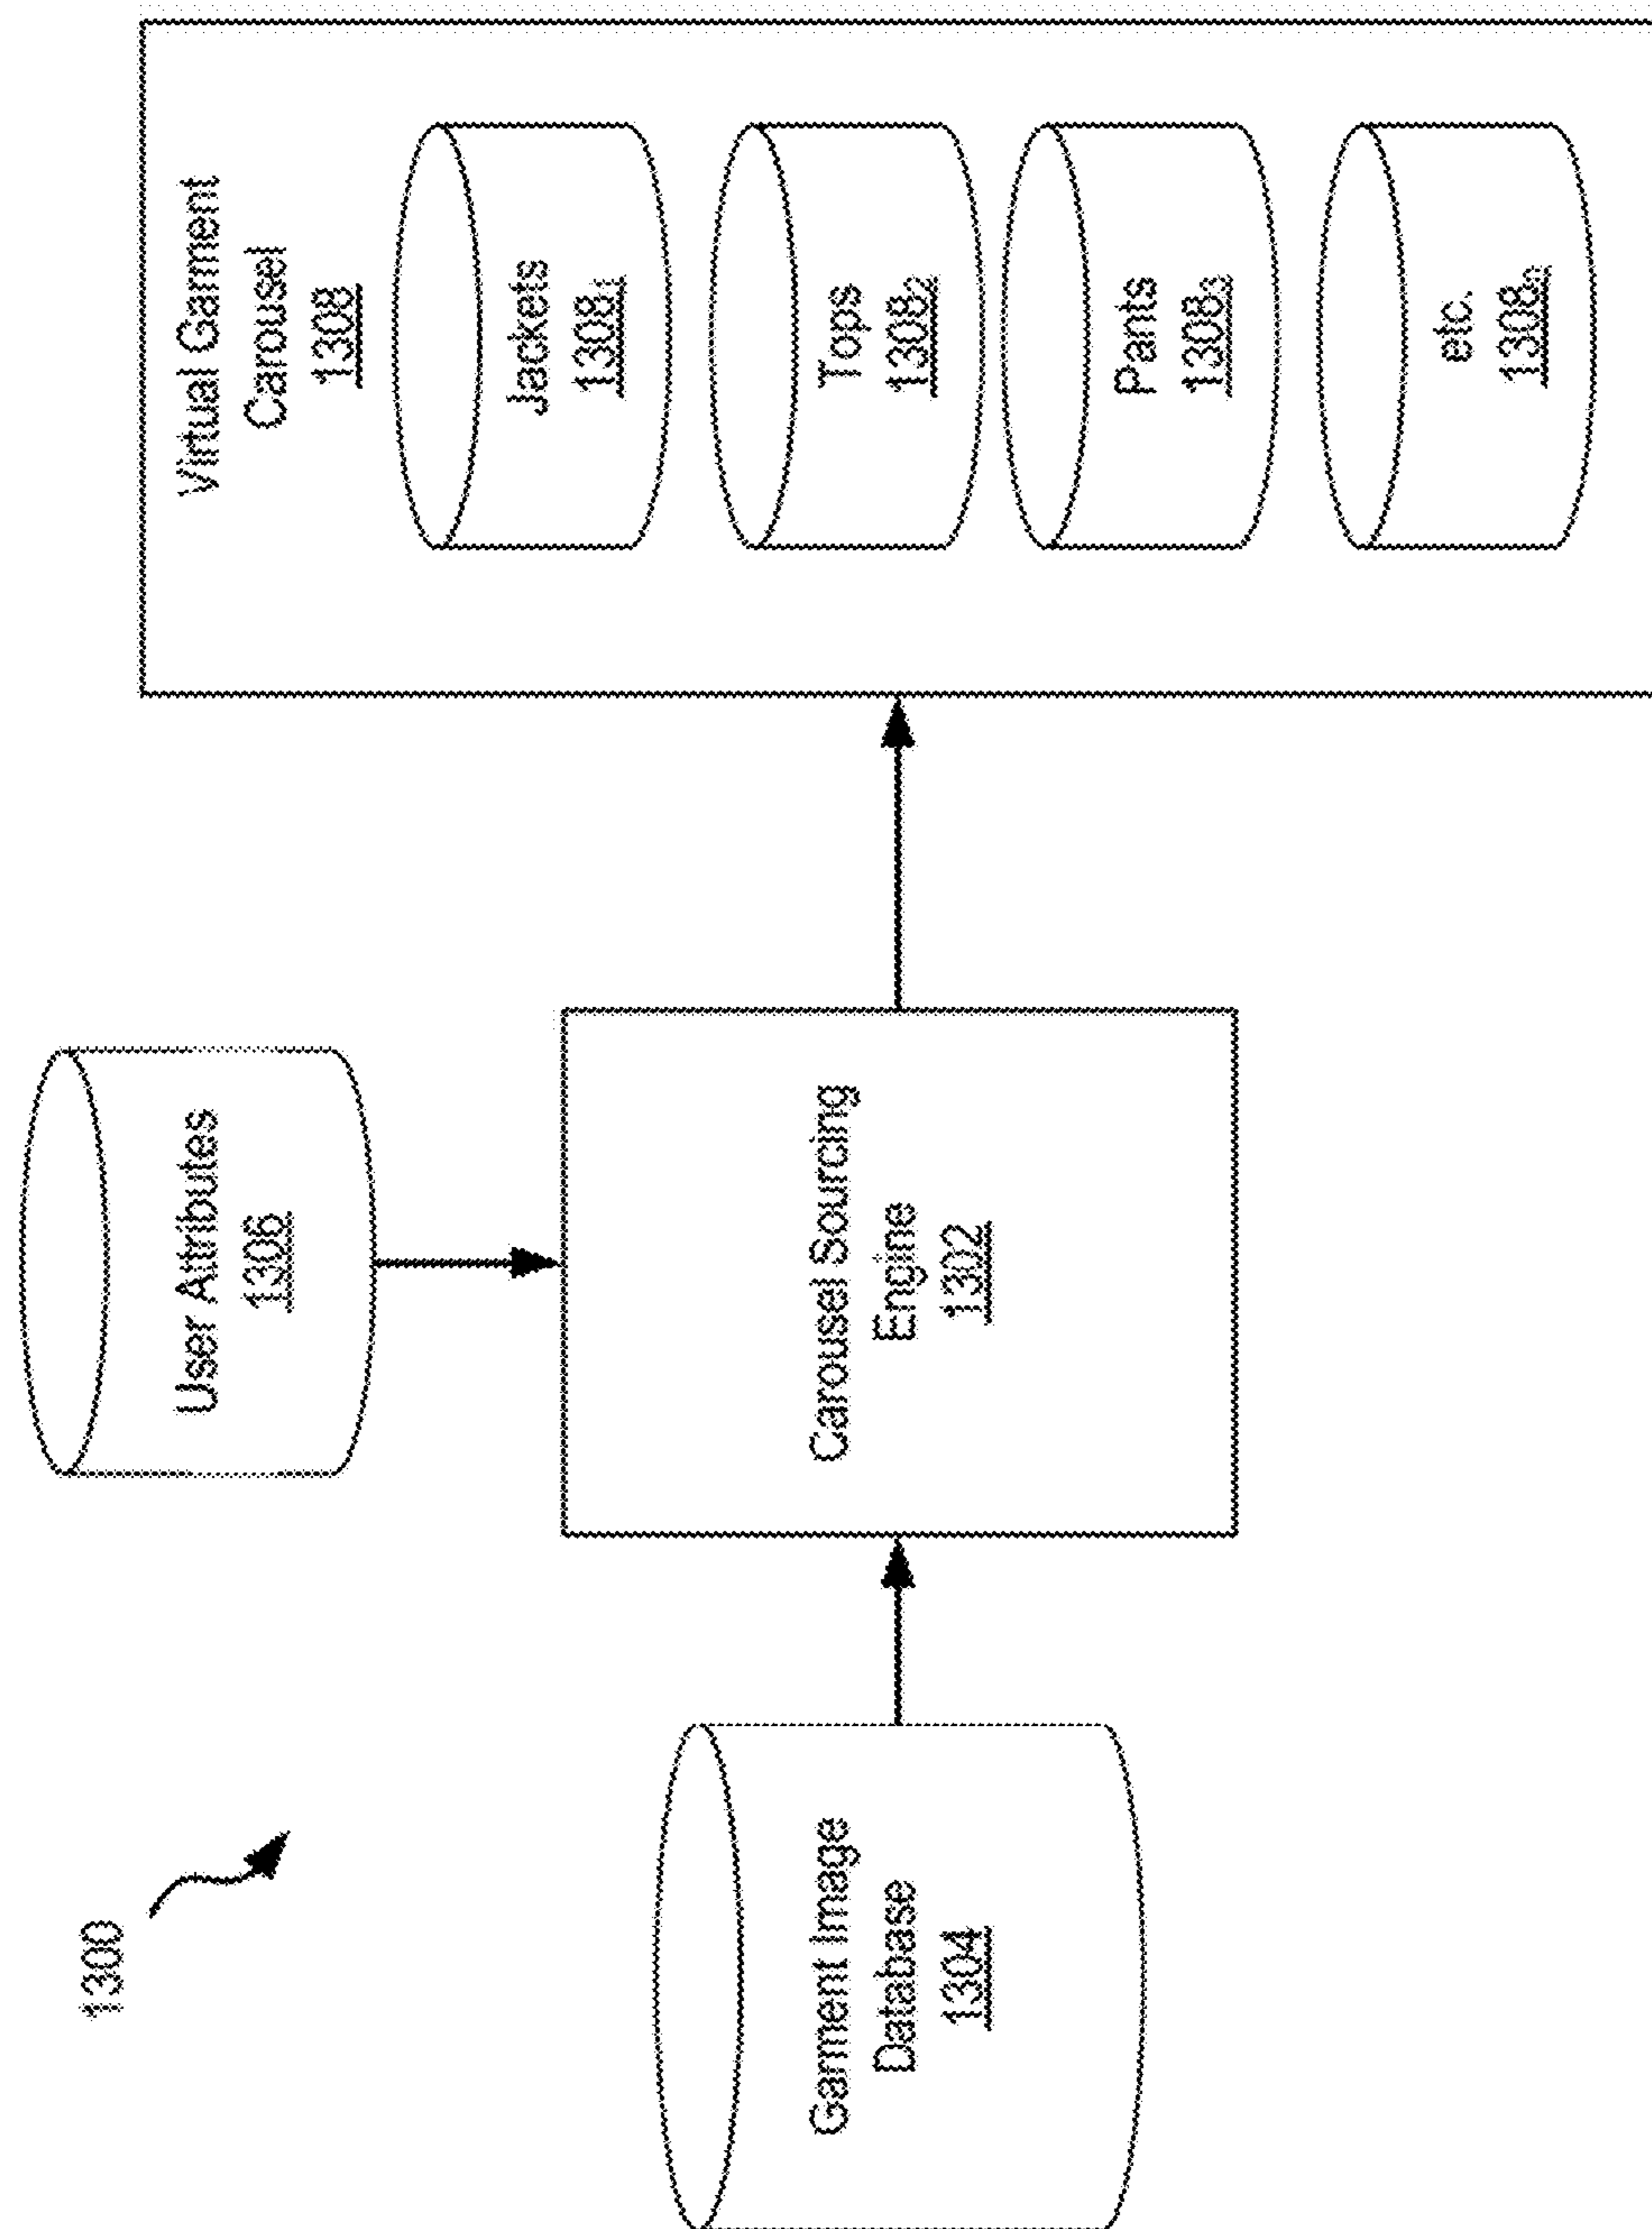 1300
Garment Image
Database
1304
User Attributes
1306
Carousel Sourcing
Engine
1302
Virtual Garment
Carousel
1308
Jackets
1308₁
Tops
1308₂
Pants
1308₃
etc.
1308ₙ